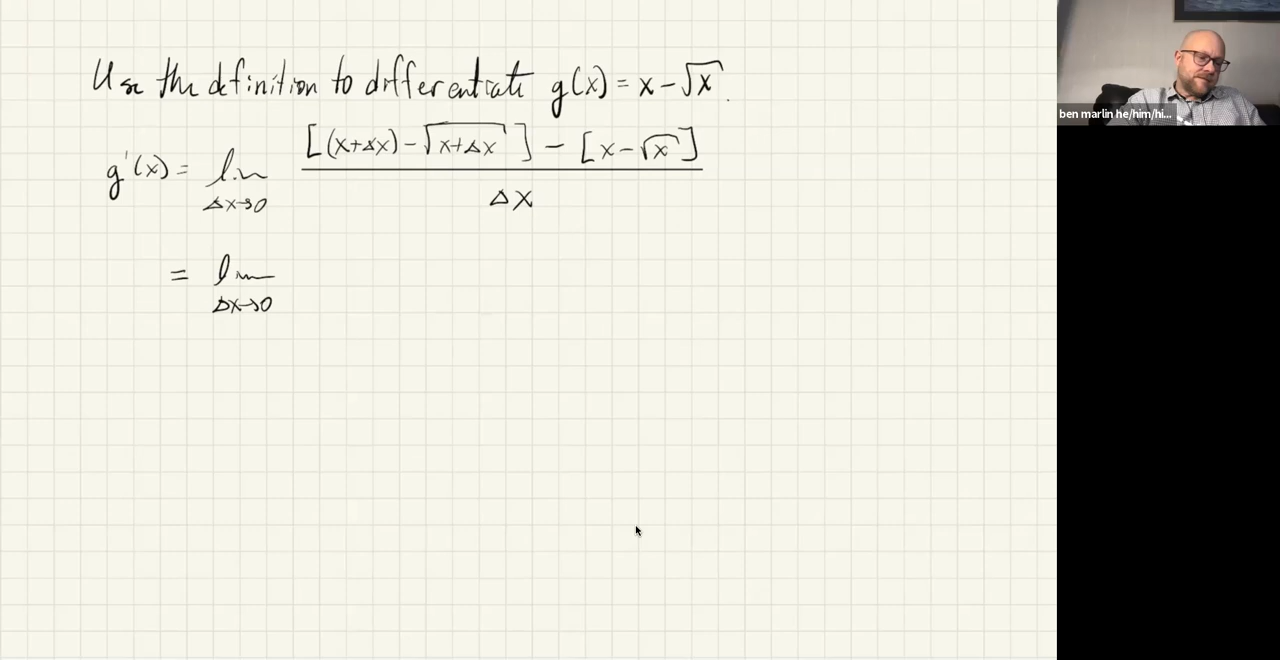 Use the definition to differentiate g(x) = x - √x.
g'(x) = lim Δx→0 [(x+Δx) - √(x+Δx)] - [x - √x] / Δx
= lim Δx→0
ben marlin he/him/hi...